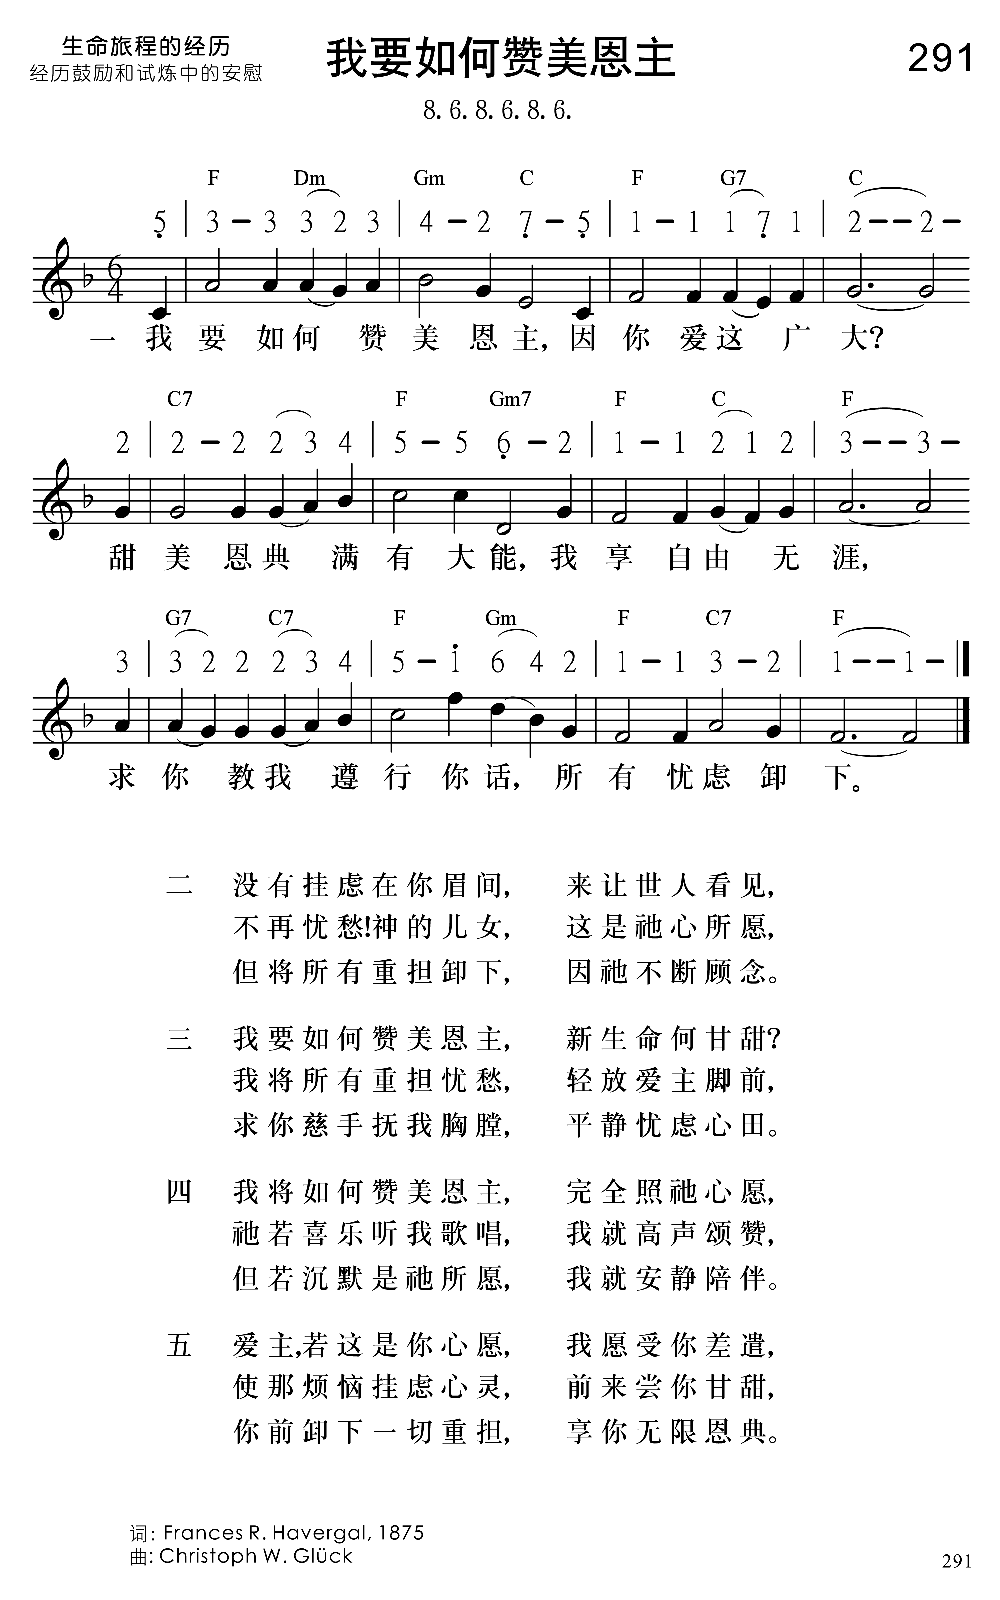 生命旅程的经历
经历鼓励和试炼中的安慰
我要如何赞美恩主
291
8.6.8.6.8.6.
F Dm Gm C F G7 C
5 | 3 - 3 3 2 3 | 4 - 2 7 - 5 | 1 - 1 1 7 1 | 2 - - 2 -
6
4
一 我 要 如 何 赞 美 恩 主, 因 你 爱 这 广 大?
C7 F Gm7 F C F
2 | 2 - 2 2 3 4 | 5 - 5 6 - 2 | 1 - 1 2 1 2 | 3 - - 3 -
甜 美 恩 典 满 有 大 能, 我 享 自 由 无 涯,
G7 C7 F Gm F C7 F
3 | 3 2 2 2 3 4 | 5 - 1 6 4 2 | 1 - 1 3 - 2 | 1 - - 1 -
求 你 教 我 遵 行 你 话, 所 有 忧 虑 卸 下。
二 没有挂虑在你眉间, 来让世人看见,
不再忧愁!神的儿女, 这是祂心所愿,
但将所有重担卸下, 因祂不断顾念。
三 我要如何赞美恩主, 新生命何甘甜?
我将所有重担忧愁, 轻放爱主脚前,
求你慈手抚我胸膛, 平静忧虑心田。
四 我将如何赞美恩主, 完全照祂心愿,
祂若喜乐听我歌唱, 我就高声颂赞,
但若沉默是祂所愿, 我就安静陪伴。
五 爱主,若这是你心愿, 我愿受你差遣,
使那烦恼挂虑心灵, 前来尝你甘甜,
你前卸下一切重担, 享你无限恩典。
词: Frances R. Havergal, 1875
曲: Christoph W. Glück
291